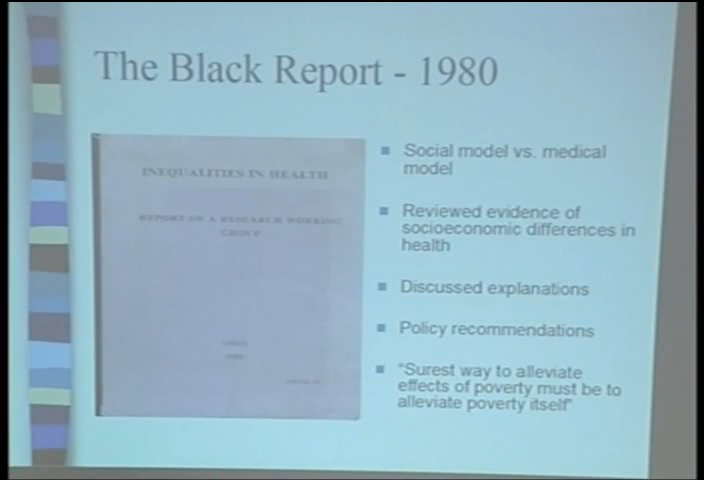 The Black Report - 1980
INEQUALITIES IN HEALTH
REPORT OF A RESEARCH WORKING
GROUP
Social model vs. medical
model
Reviewed evidence of
socioeconomic differences in
health
Discussed explanations
Policy recommendations
"Surest way to alleviate
effects of poverty must be to
alleviate poverty itself"